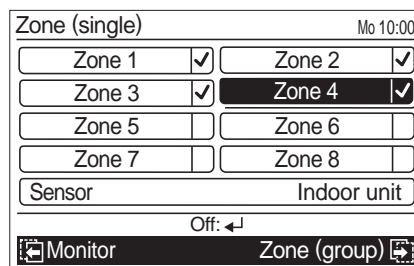 Zone (single) Mo 10:00
Zone 1 Zone 2
Zone 3 Zone 4
Zone 5 Zone 6
Zone 7 Zone 8
Sensor Indoor unit
Off:
Monitor Zone (group)